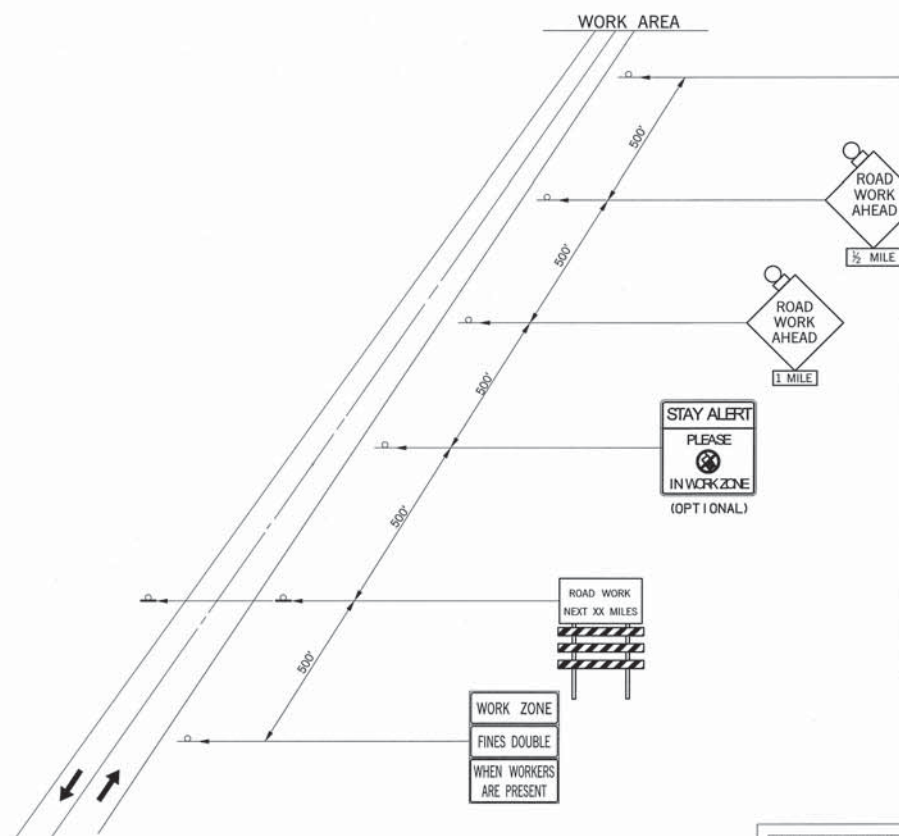 WORK AREA
500'
ROAD
WORK
AHEAD
½ MILE
500'
ROAD
WORK
AHEAD
1 MILE
500'
STAY ALERT
PLEASE
IN WORK ZONE
(OPTIONAL)
500'
ROAD WORK
NEXT XX MILES
500'
WORK ZONE
FINES DOUBLE
WHEN WORKERS
ARE PRESENT